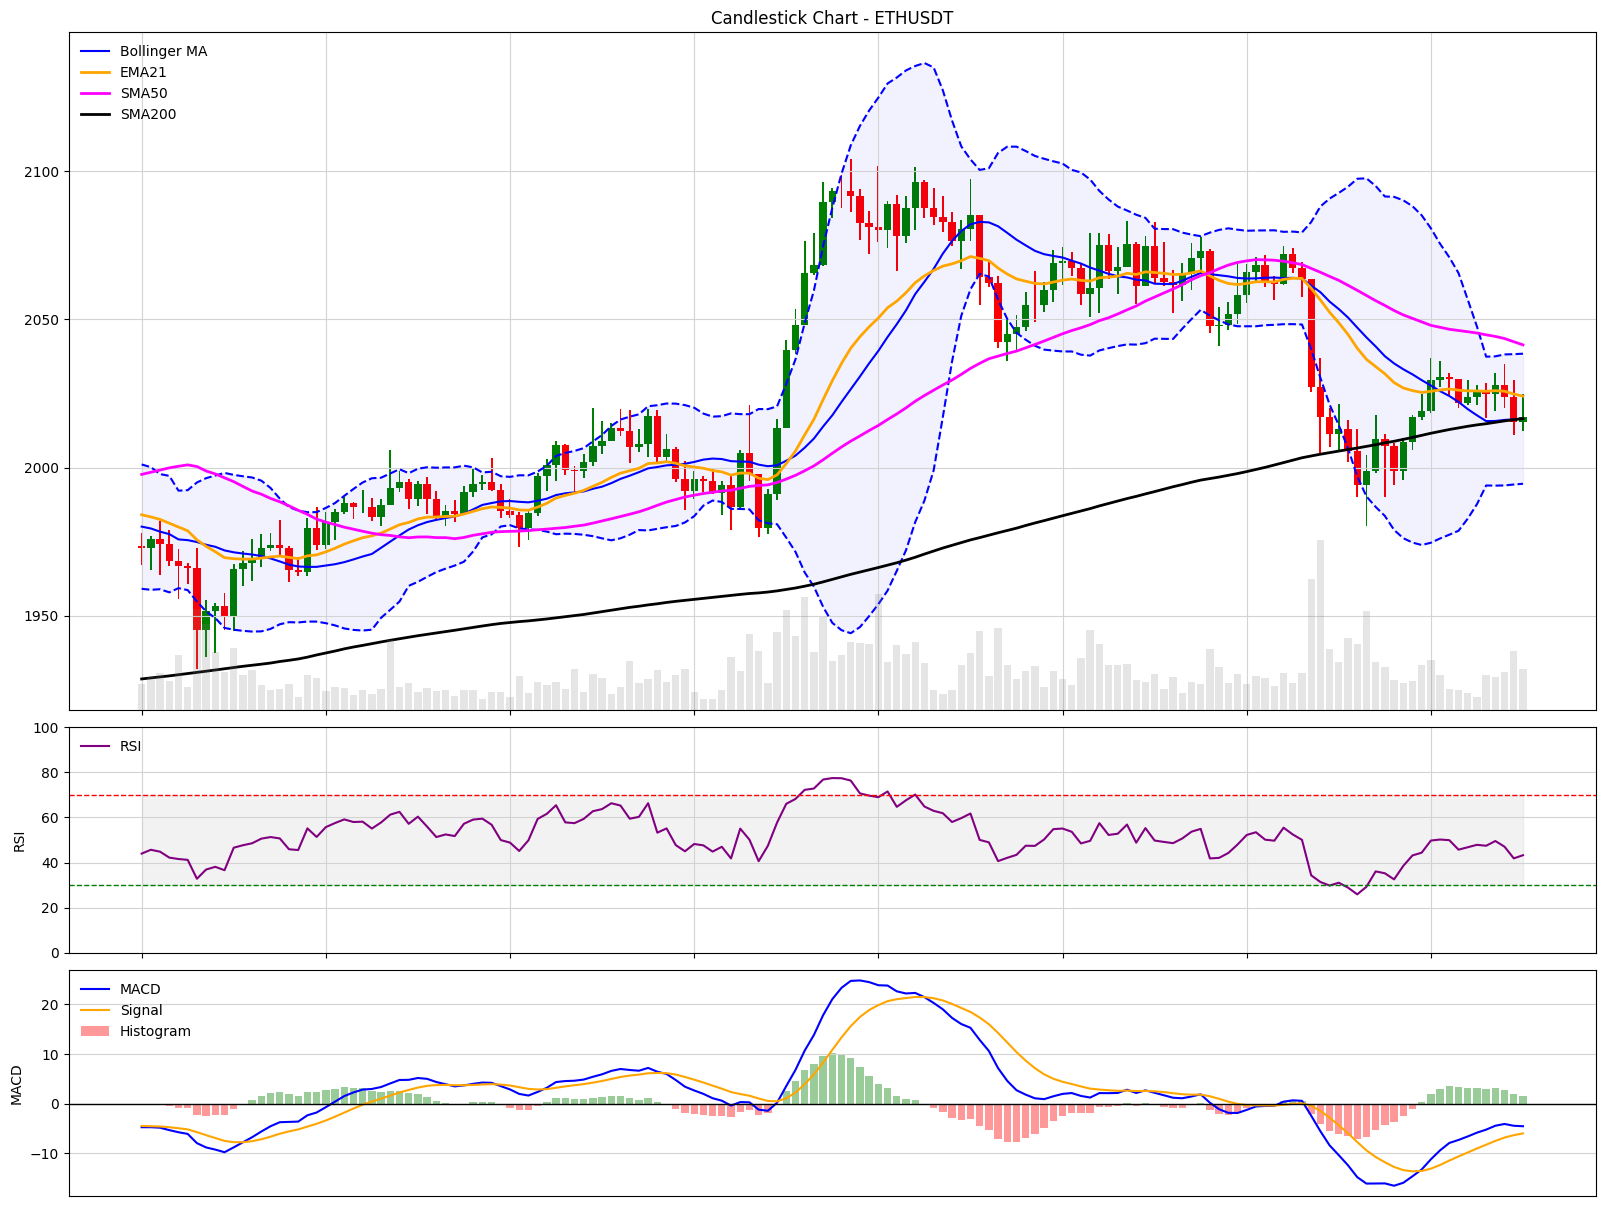 Candlestick Chart - ETHUSDT
Bollinger MA
EMA21
SMA50
SMA200
2100
2050
2000
1950
RSI
100
80
60
40
20
0
RSI
MACD
Signal
Histogram
20
10
0
−10
MACD